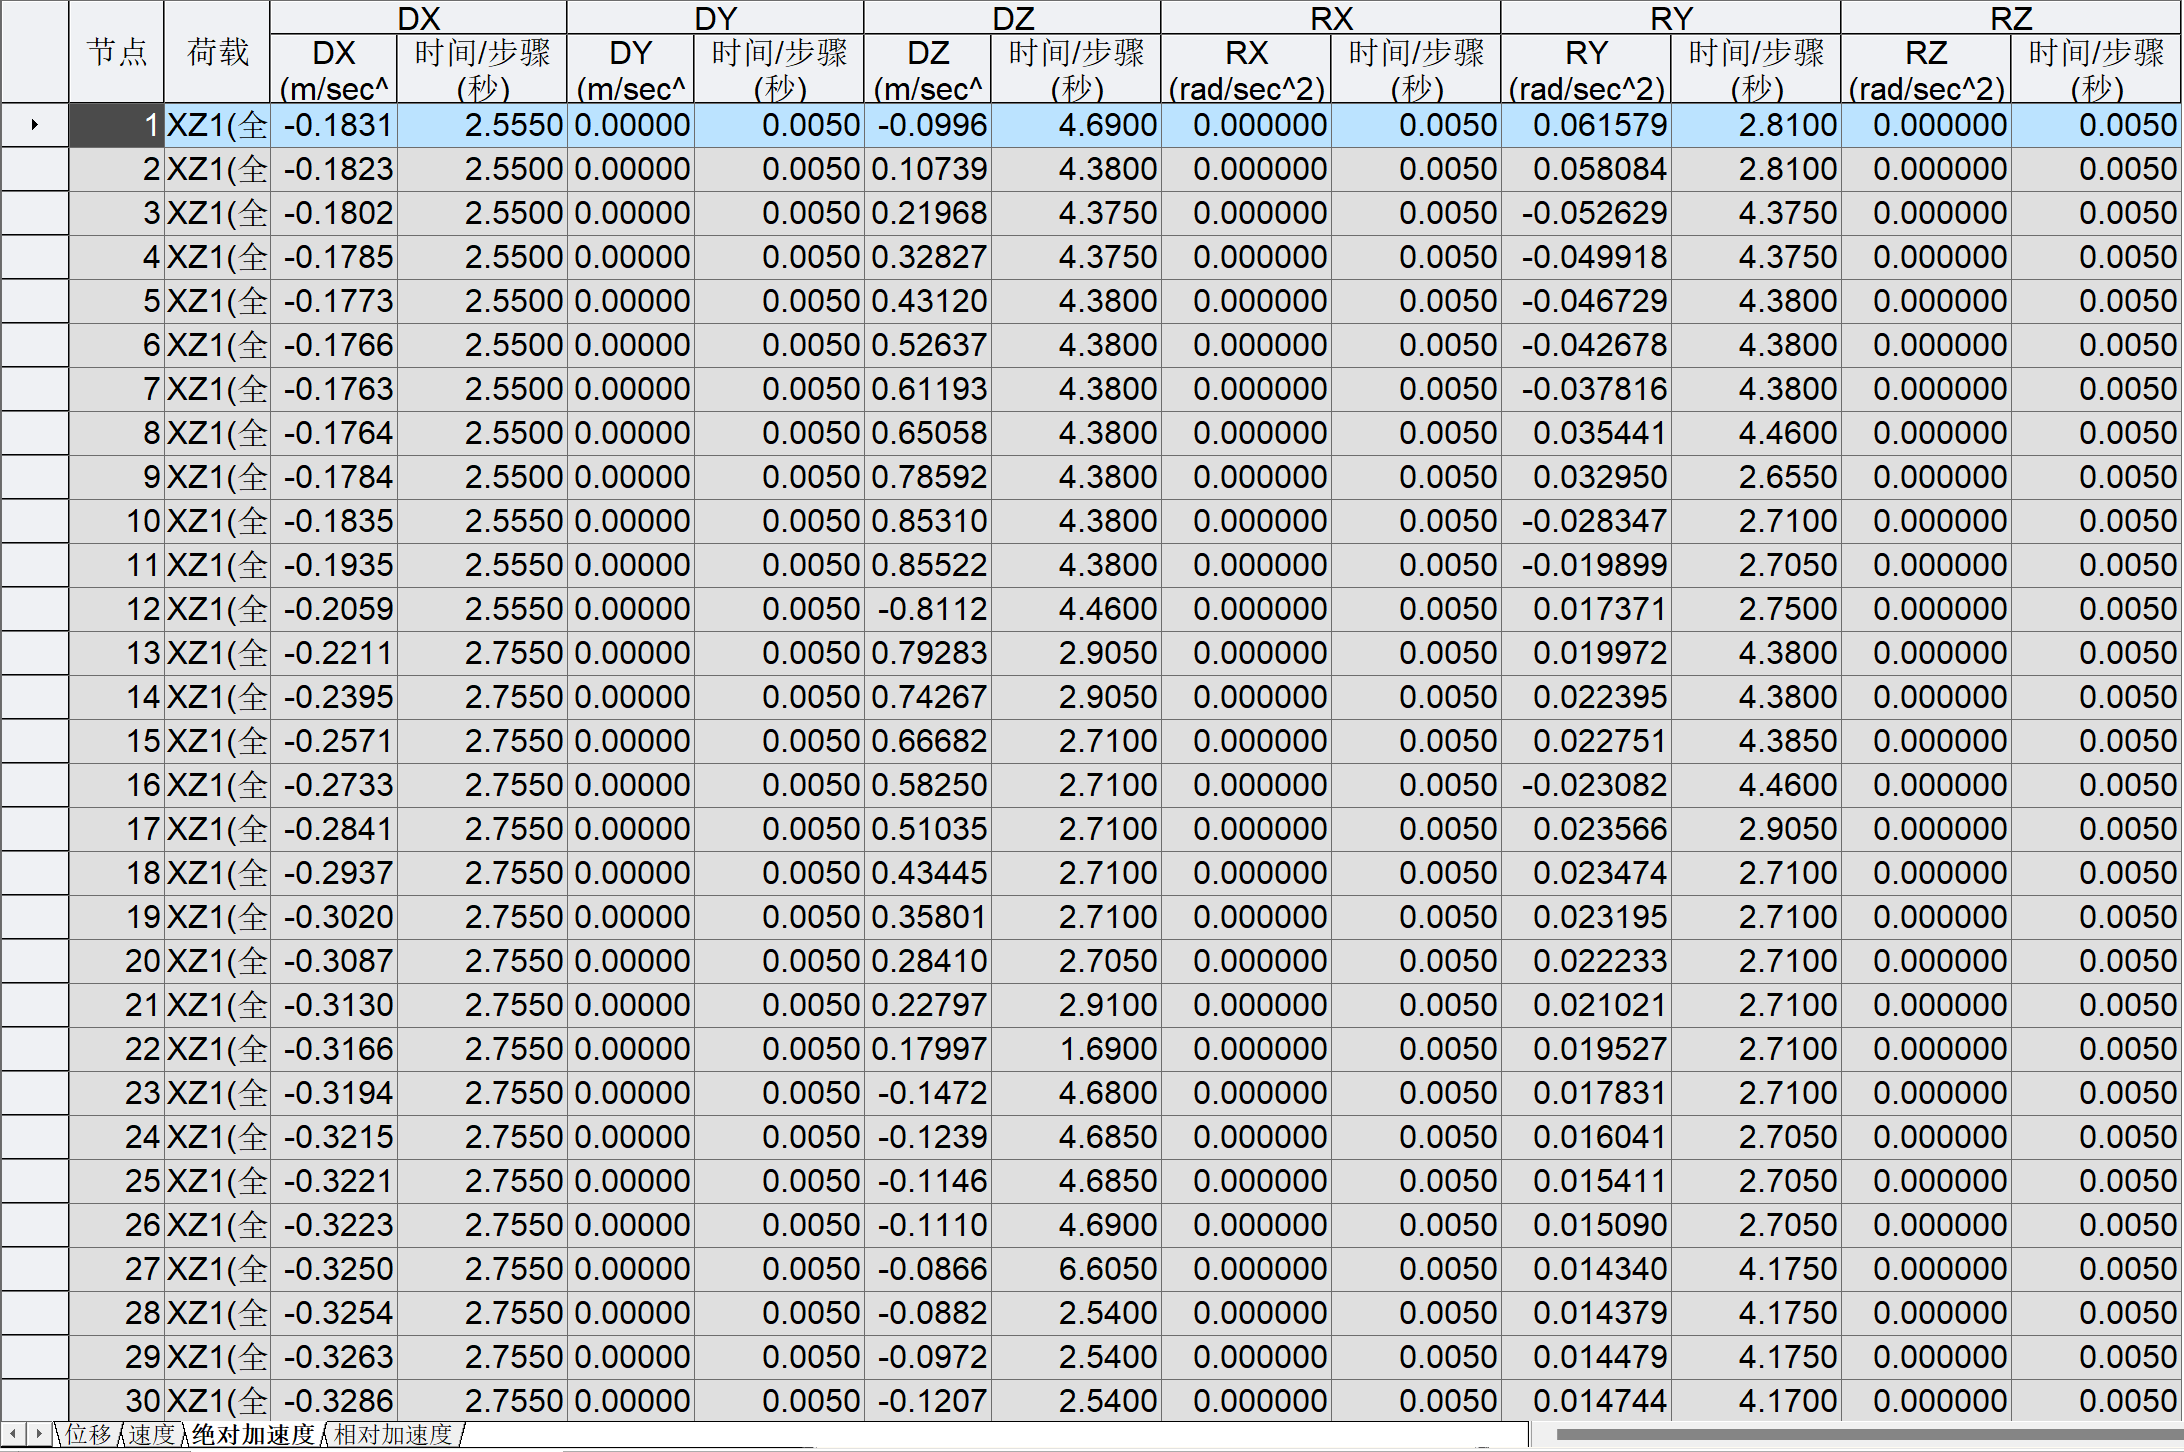 DX DY DZ RX RY RZ
节点 荷载 DX 时间/步骤 DY 时间/步骤 DZ 时间/步骤 RX 时间/步骤 RY 时间/步骤 RZ 时间/步骤
(m/sec^ (秒) (m/sec^ (秒) (m/sec^ (秒) (rad/sec^2) (秒) (rad/sec^2) (秒) (rad/sec^2) (秒)
1 XZ1(全 -0.1831 2.5550 0.00000 0.0050 -0.0996 4.6900 0.000000 0.0050 0.061579 2.8100 0.000000 0.0050
2 XZ1(全 -0.1823 2.5500 0.00000 0.0050 0.10739 4.3800 0.000000 0.0050 0.058084 2.8100 0.000000 0.0050
3 XZ1(全 -0.1802 2.5500 0.00000 0.0050 0.21968 4.3750 0.000000 0.0050 -0.052629 4.3750 0.000000 0.0050
4 XZ1(全 -0.1785 2.5500 0.00000 0.0050 0.32827 4.3750 0.000000 0.0050 -0.049918 4.3750 0.000000 0.0050
5 XZ1(全 -0.1773 2.5500 0.00000 0.0050 0.43120 4.3800 0.000000 0.0050 -0.046729 4.3800 0.000000 0.0050
6 XZ1(全 -0.1766 2.5500 0.00000 0.0050 0.52637 4.3800 0.000000 0.0050 -0.042678 4.3800 0.000000 0.0050
7 XZ1(全 -0.1763 2.5500 0.00000 0.0050 0.61193 4.3800 0.000000 0.0050 -0.037816 4.3800 0.000000 0.0050
8 XZ1(全 -0.1764 2.5500 0.00000 0.0050 0.65058 4.3800 0.000000 0.0050 0.035441 4.4600 0.000000 0.0050
9 XZ1(全 -0.1784 2.5500 0.00000 0.0050 0.78592 4.3800 0.000000 0.0050 0.032950 2.6550 0.000000 0.0050
10 XZ1(全 -0.1835 2.5550 0.00000 0.0050 0.85310 4.3800 0.000000 0.0050 -0.028347 2.7100 0.000000 0.0050
11 XZ1(全 -0.1935 2.5550 0.00000 0.0050 0.85522 4.3800 0.000000 0.0050 -0.019899 2.7050 0.000000 0.0050
12 XZ1(全 -0.2059 2.5550 0.00000 0.0050 -0.8112 4.4600 0.000000 0.0050 0.017371 2.7500 0.000000 0.0050
13 XZ1(全 -0.2211 2.7550 0.00000 0.0050 0.79283 2.9050 0.000000 0.0050 0.019972 4.3800 0.000000 0.0050
14 XZ1(全 -0.2395 2.7550 0.00000 0.0050 0.74267 2.9050 0.000000 0.0050 0.022395 4.3800 0.000000 0.0050
15 XZ1(全 -0.2571 2.7550 0.00000 0.0050 0.66682 2.7100 0.000000 0.0050 0.022751 4.3850 0.000000 0.0050
16 XZ1(全 -0.2733 2.7550 0.00000 0.0050 0.58250 2.7100 0.000000 0.0050 -0.023082 4.4600 0.000000 0.0050
17 XZ1(全 -0.2841 2.7550 0.00000 0.0050 0.51035 2.7100 0.000000 0.0050 0.023566 2.9050 0.000000 0.0050
18 XZ1(全 -0.2937 2.7550 0.00000 0.0050 0.43445 2.7100 0.000000 0.0050 0.023474 2.7100 0.000000 0.0050
19 XZ1(全 -0.3020 2.7550 0.00000 0.0050 0.35801 2.7100 0.000000 0.0050 0.023195 2.7100 0.000000 0.0050
20 XZ1(全 -0.3087 2.7550 0.00000 0.0050 0.28410 2.7050 0.000000 0.0050 0.022233 2.7100 0.000000 0.0050
21 XZ1(全 -0.3130 2.7550 0.00000 0.0050 0.22797 2.9100 0.000000 0.0050 0.021021 2.7100 0.000000 0.0050
22 XZ1(全 -0.3166 2.7550 0.00000 0.0050 0.17997 1.6900 0.000000 0.0050 0.019527 2.7100 0.000000 0.0050
23 XZ1(全 -0.3194 2.7550 0.00000 0.0050 -0.1472 4.6800 0.000000 0.0050 0.017831 2.7100 0.000000 0.0050
24 XZ1(全 -0.3215 2.7550 0.00000 0.0050 -0.1239 4.6850 0.000000 0.0050 0.016041 2.7050 0.000000 0.0050
25 XZ1(全 -0.3221 2.7550 0.00000 0.0050 -0.1146 4.6850 0.000000 0.0050 0.015411 2.7050 0.000000 0.0050
26 XZ1(全 -0.3223 2.7550 0.00000 0.0050 -0.1110 4.6900 0.000000 0.0050 0.015090 2.7050 0.000000 0.0050
27 XZ1(全 -0.3250 2.7550 0.00000 0.0050 -0.0866 6.6050 0.000000 0.0050 0.014340 4.1750 0.000000 0.0050
28 XZ1(全 -0.3254 2.7550 0.00000 0.0050 -0.0882 2.5400 0.000000 0.0050 0.014379 4.1750 0.000000 0.0050
29 XZ1(全 -0.3263 2.7550 0.00000 0.0050 -0.0972 2.5400 0.000000 0.0050 0.014479 4.1750 0.000000 0.0050
30 XZ1(全 -0.3286 2.7550 0.00000 0.0050 -0.1207 2.5400 0.000000 0.0050 0.014744 4.1700 0.000000 0.0050
位移 速度 绝对加速度 相对加速度